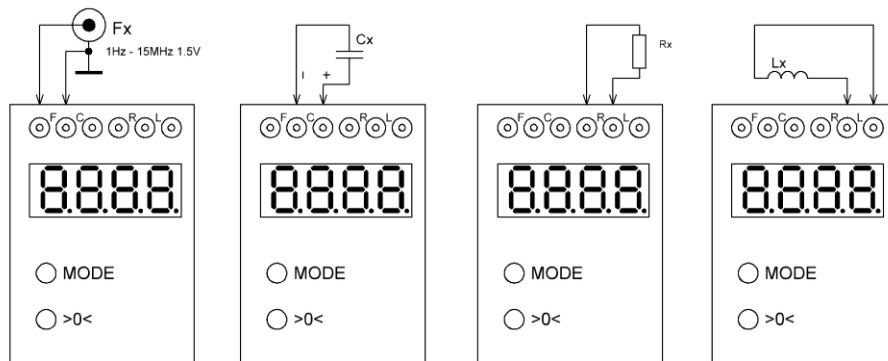 Fx
1Hz - 15MHz 1.5V
F C R L
8.8.8.8.
MODE
>0<
Cx
+
F C R L
8.8.8.8.
MODE
>0<
Rx
F C R L
8.8.8.8.
MODE
>0<
Lx
F C R L
8.8.8.8.
MODE
>0<